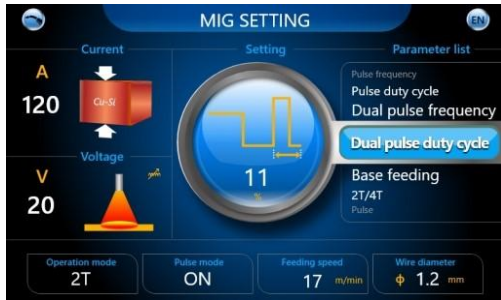 MIG SETTING
EN
Current
Setting
Parameter list
A
120
Cu-Si
Voltage
V
20
11
%
Pulse frequency
Pulse duty cycle
Dual pulse frequency
Dual pulse duty cycle
Base feeding
2T/4T
Pulse
Operation mode
2T
Pulse mode
ON
Feeding speed
17 m/min
Wire diameter
ϕ 1.2 mm